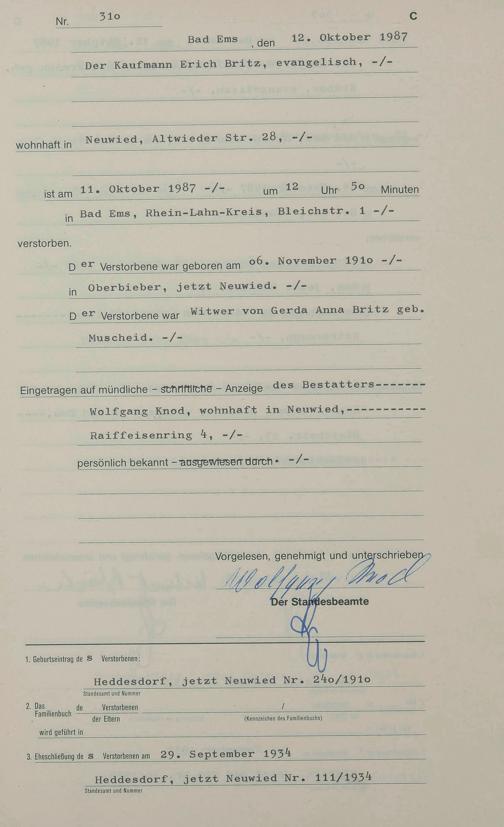 Nr. 31o C
Bad Ems , den 12. Oktober 1987
Der Kaufmann Erich Britz, evangelisch, -/-
wohnhaft in Neuwied, Altwieder Str. 28, -/-
ist am 11. Oktober 1987 -/- um 12 Uhr 5o Minuten
in Bad Ems, Rhein-Lahn-Kreis, Bleichstr. 1 -/-
verstorben.
D er Verstorbene war geboren am o6. November 191o -/-
in Oberbieber, jetzt Neuwied. -/-
D er Verstorbene war Witwer von Gerda Anna Britz geb.
Muscheid. -/-
Eingetragen auf mündliche – schriftliche – Anzeige des Bestatters-------
Wolfgang Knod, wohnhaft in Neuwied,-----------
Raiffeisenring 4, -/-
persönlich bekannt – ausgewiesen durch · -/-
Vorgelesen, genehmigt und unterschrieben
Wolfgang Knod
Der Standesbeamte
1. Geburtseintrag de s Verstorbenen:
Heddesdorf, jetzt Neuwied Nr. 24o/191o
Standesamt und Nummer
2. Das Familienbuch de Verstorbenen /
der Eltern (Kennzeichen des Familienbuchs)
wird geführt in
3. Eheschließung de s Verstorbenen am 29. September 1934
Heddesdorf, jetzt Neuwied Nr. 111/1934
Standesamt und Nummer